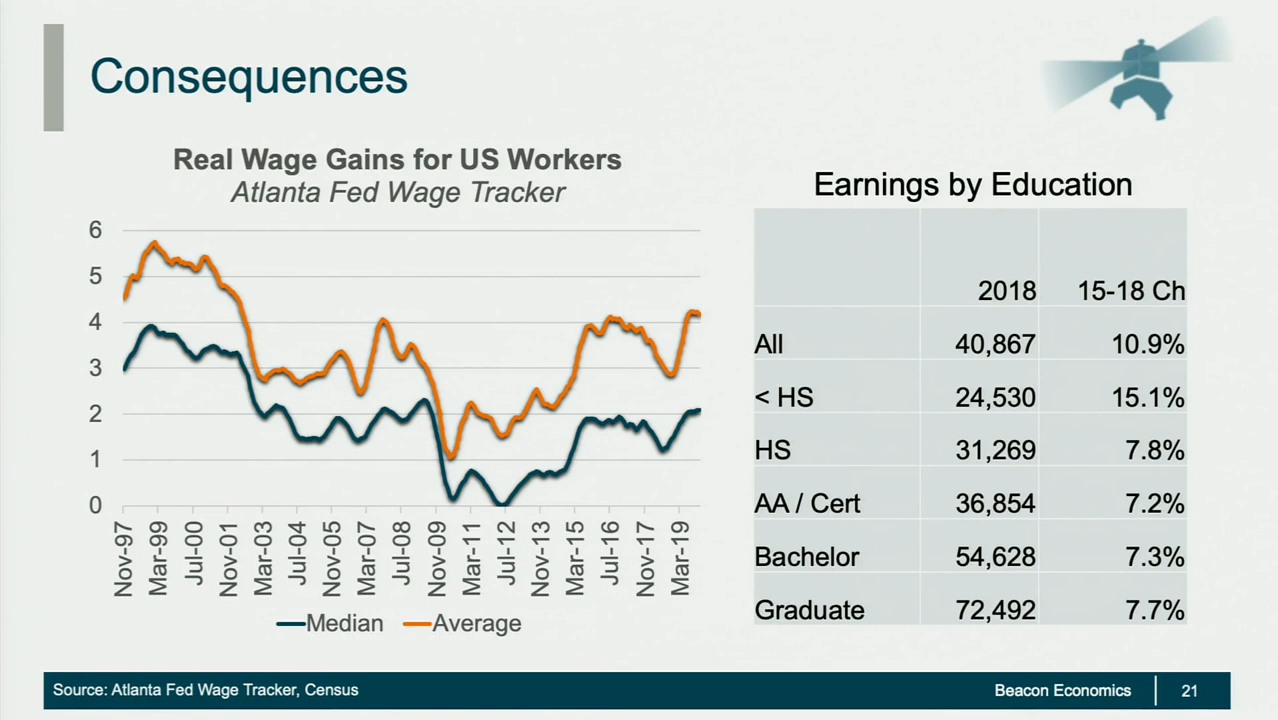 Consequences
Real Wage Gains for US Workers
Atlanta Fed Wage Tracker
6
5
4
3
2
1
0
Nov-97
Mar-99
Jul-00
Nov-01
Mar-03
Jul-04
Nov-05
Mar-07
Jul-08
Nov-09
Mar-11
Jul-12
Nov-13
Mar-15
Jul-16
Nov-17
Mar-19
Median Average
Earnings by Education
2018 15-18 Ch
All 40,867 10.9%
< HS 24,530 15.1%
HS 31,269 7.8%
AA / Cert 36,854 7.2%
Bachelor 54,628 7.3%
Graduate 72,492 7.7%
Source: Atlanta Fed Wage Tracker, Census
Beacon Economics 21